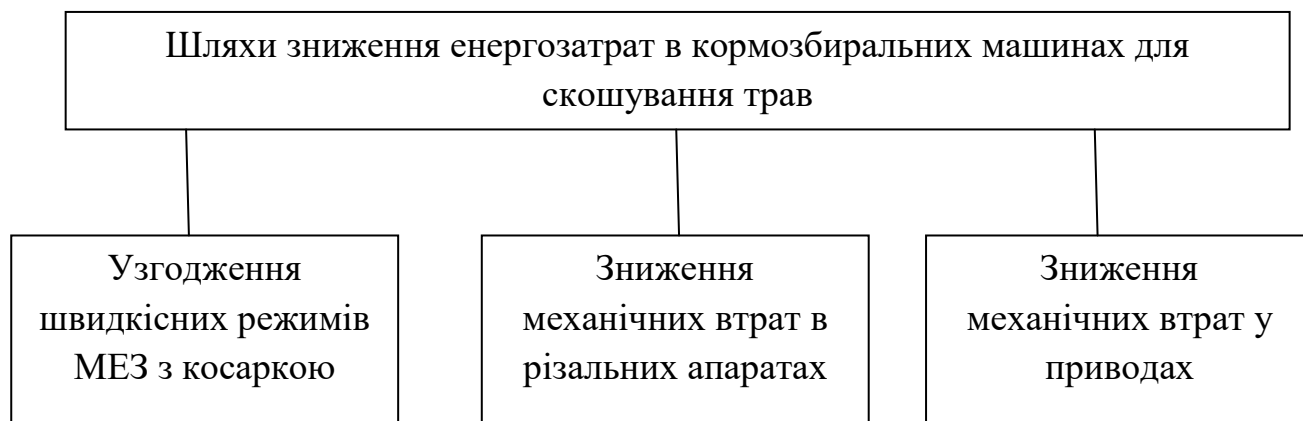 Шляхи зниження енергозатрат в кормозбиральних машинах для
скошування трав
Узгодження
швидкісних режимів
МЕЗ з косаркою
Зниження
механічних втрат в
різальних апаратах
Зниження
механічних втрат у
приводах